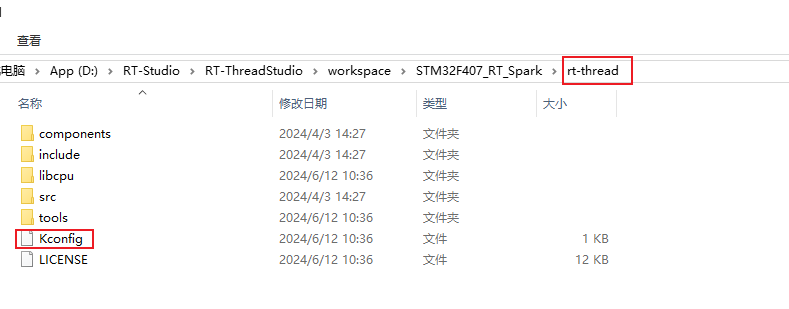 查看
电脑 > App (D:) > RT-Studio > RT-ThreadStudio > workspace > STM32F407_RT_Spark > rt-thread
名称 修改日期 类型 大小
components 2024/4/3 14:27 文件夹
include 2024/4/3 14:27 文件夹
libcpu 2024/6/12 10:36 文件夹
src 2024/4/3 14:27 文件夹
tools 2024/6/12 10:36 文件夹
Kconfig 2024/6/12 10:36 文件 1 KB
LICENSE 2024/6/12 10:36 文件 12 KB